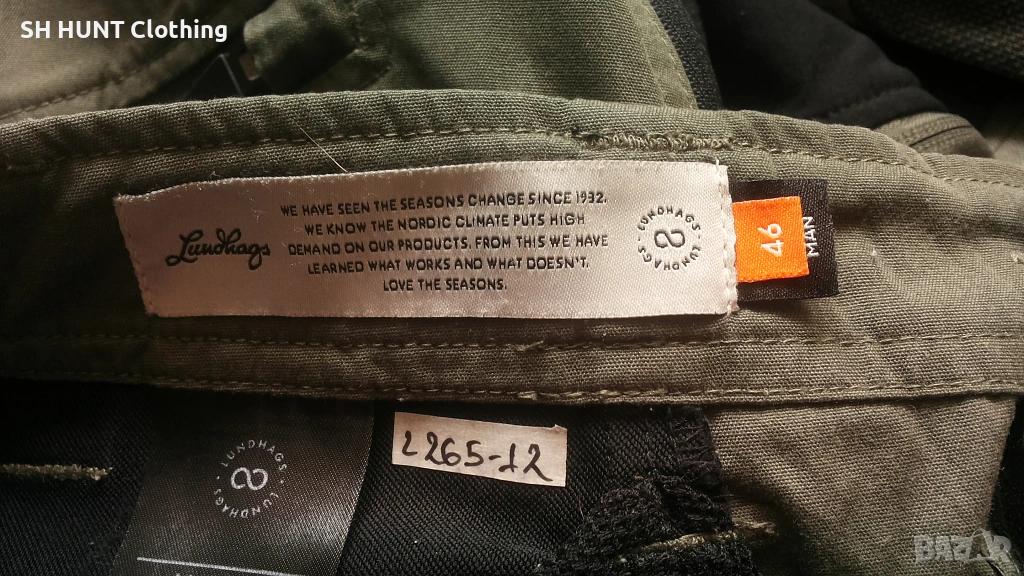 SH HUNT Clothing
Lundhags
WE HAVE SEEN THE SEASONS CHANGE SINCE 1932.
WE KNOW THE NORDIC CLIMATE PUTS HIGH
DEMAND ON OUR PRODUCTS. FROM THIS WE HAVE
LEARNED WHAT WORKS AND WHAT DOESN'T.
LOVE THE SEASONS.
LUNDHAGS · LUNDHAGS ·
46
MAN
LUNDHAGS · LUNDHAGS ·
2265-12
BAZAR